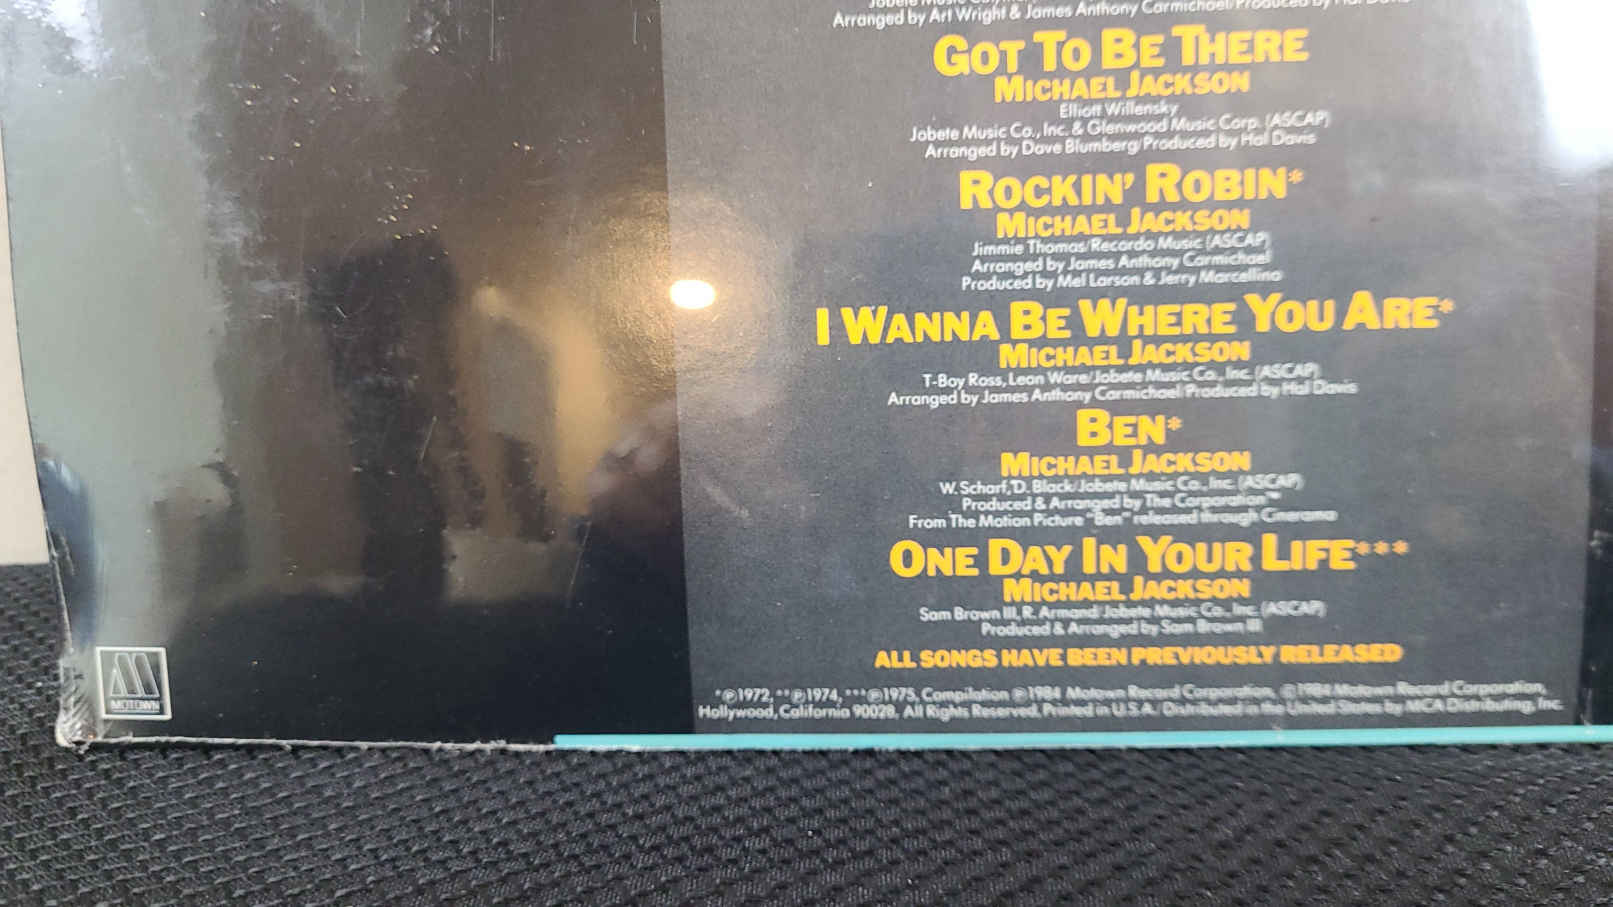 Jobete Music
Arranged by Art Wright & James Anthony Carmichael/Produced by Hal Davis
GOT TO BE THERE
MICHAEL JACKSON
Elliott Willensky
Jobete Music Co., Inc. & Glenwood Music Corp. (ASCAP)
Arranged by Dave Blumberg/Produced by Hal Davis
ROCKIN' ROBIN*
MICHAEL JACKSON
Jimmie Thomas/Recordo Music (ASCAP)
Arranged by James Anthony Carmichael
Produced by Mel Larson & Jerry Marcellino
I WANNA BE WHERE YOU ARE*
MICHAEL JACKSON
T-Boy Ross, Leon Ware/Jobete Music Co., Inc. (ASCAP)
Arranged by James Anthony Carmichael/Produced by Hal Davis
BEN*
MICHAEL JACKSON
W. Scharf, D. Black/Jobete Music Co., Inc. (ASCAP)
Produced & Arranged by The Corporation™
From The Motion Picture "Ben" released through Cinerama
ONE DAY IN YOUR LIFE***
MICHAEL JACKSON
Sam Brown III, R. Armand/Jobete Music Co., Inc. (ASCAP)
Produced & Arranged by Sam Brown III
ALL SONGS HAVE BEEN PREVIOUSLY RELEASED
*℗1972, **℗1974, ***℗1975, Compilation ℗1984 Motown Record Corporation, ©1984 Motown Record Corporation,
Hollywood, California 90028, All Rights Reserved, Printed in U.S.A. Distributed in the United States by MCA Distributing, Inc.
MOTOWN